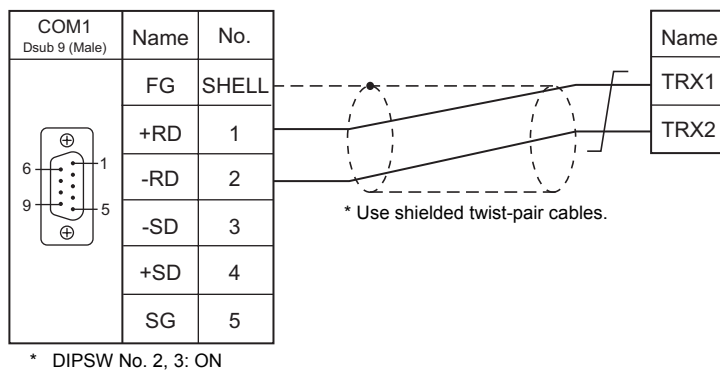 COM1
Dsub 9 (Male)
Name No.
FG SHELL
+RD 1
-RD 2
-SD 3
+SD 4
SG 5
6 1
9 5
* DIPSW No. 2, 3: ON
* Use shielded twist-pair cables.
Name
TRX1
TRX2